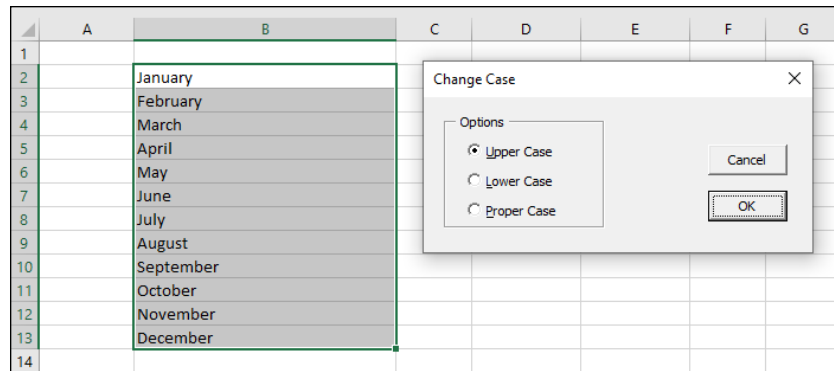 A B C D E F G
1
2 January
3 February
4 March
5 April
6 May
7 June
8 July
9 August
10 September
11 October
12 November
13 December
14
Change Case
Options
Upper Case
Lower Case
Proper Case
Cancel
OK